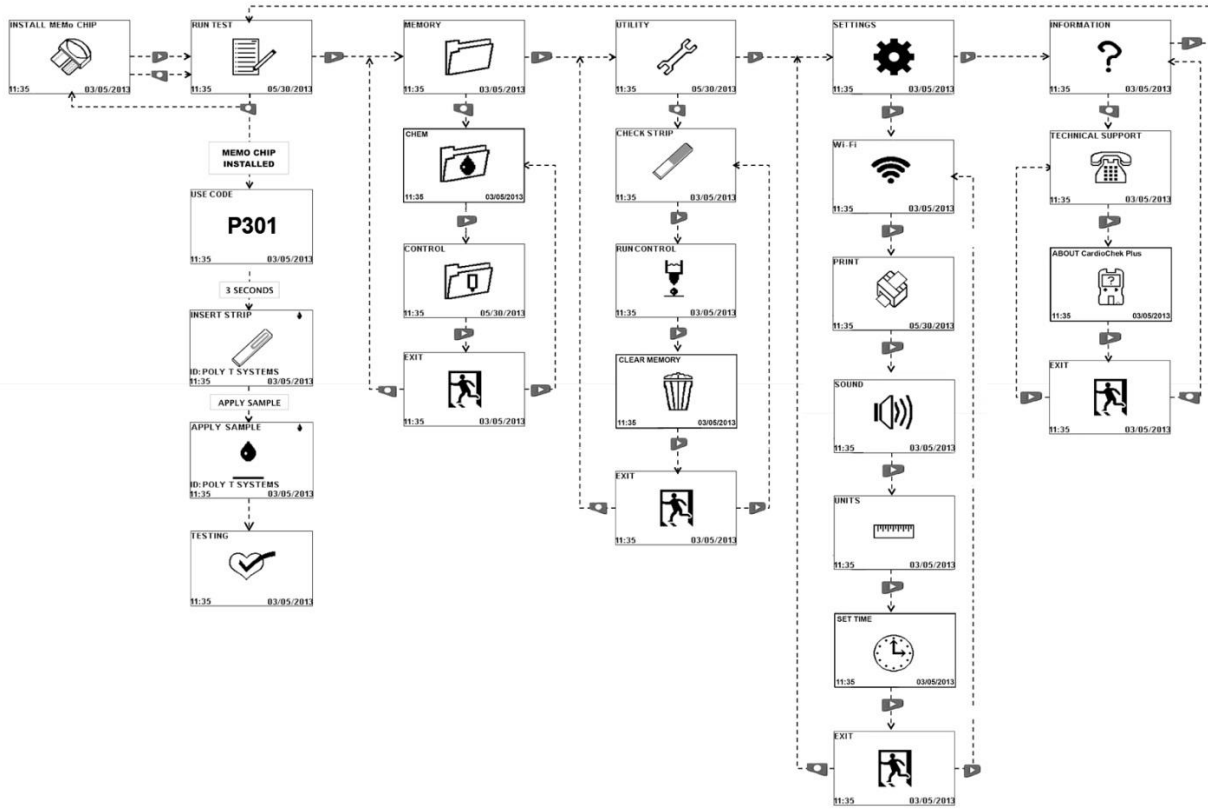 INSTALL MEMo CHIP
11:35 03/05/2013
RUN TEST
11:35 05/30/2013
MEMO CHIP
INSTALLED
USE CODE
P301
11:35 03/05/2013
3 SECONDS
INSERT STRIP
ID: POLY T SYSTEMS
11:35 03/05/2013
APPLY SAMPLE
APPLY SAMPLE
ID: POLY T SYSTEMS
11:35 03/05/2013
TESTING
11:35 03/05/2013
MEMORY
11:35 03/05/2013
CHEM
11:35 03/05/2013
CONTROL
11:35 05/30/2013
EXIT
11:35 03/05/2013
UTILITY
11:35 05/30/2013
CHECK STRIP
11:35 03/05/2013
RUN CONTROL
11:35 03/05/2013
CLEAR MEMORY
11:35 03/05/2013
EXIT
11:35 03/05/2013
SETTINGS
11:35 03/05/2013
Wi-Fi
11:35 03/05/2013
PRINT
11:35 05/30/2013
SOUND
11:35 03/05/2013
UNITS
11:35 03/05/2013
SET TIME
11:35 03/05/2013
EXIT
11:35 03/05/2013
INFORMATION
?
11:35 03/05/2013
TECHNICAL SUPPORT
11:35 03/05/2013
ABOUT CardioChek Plus
?
11:35 03/05/2013
EXIT
11:35 03/05/2013